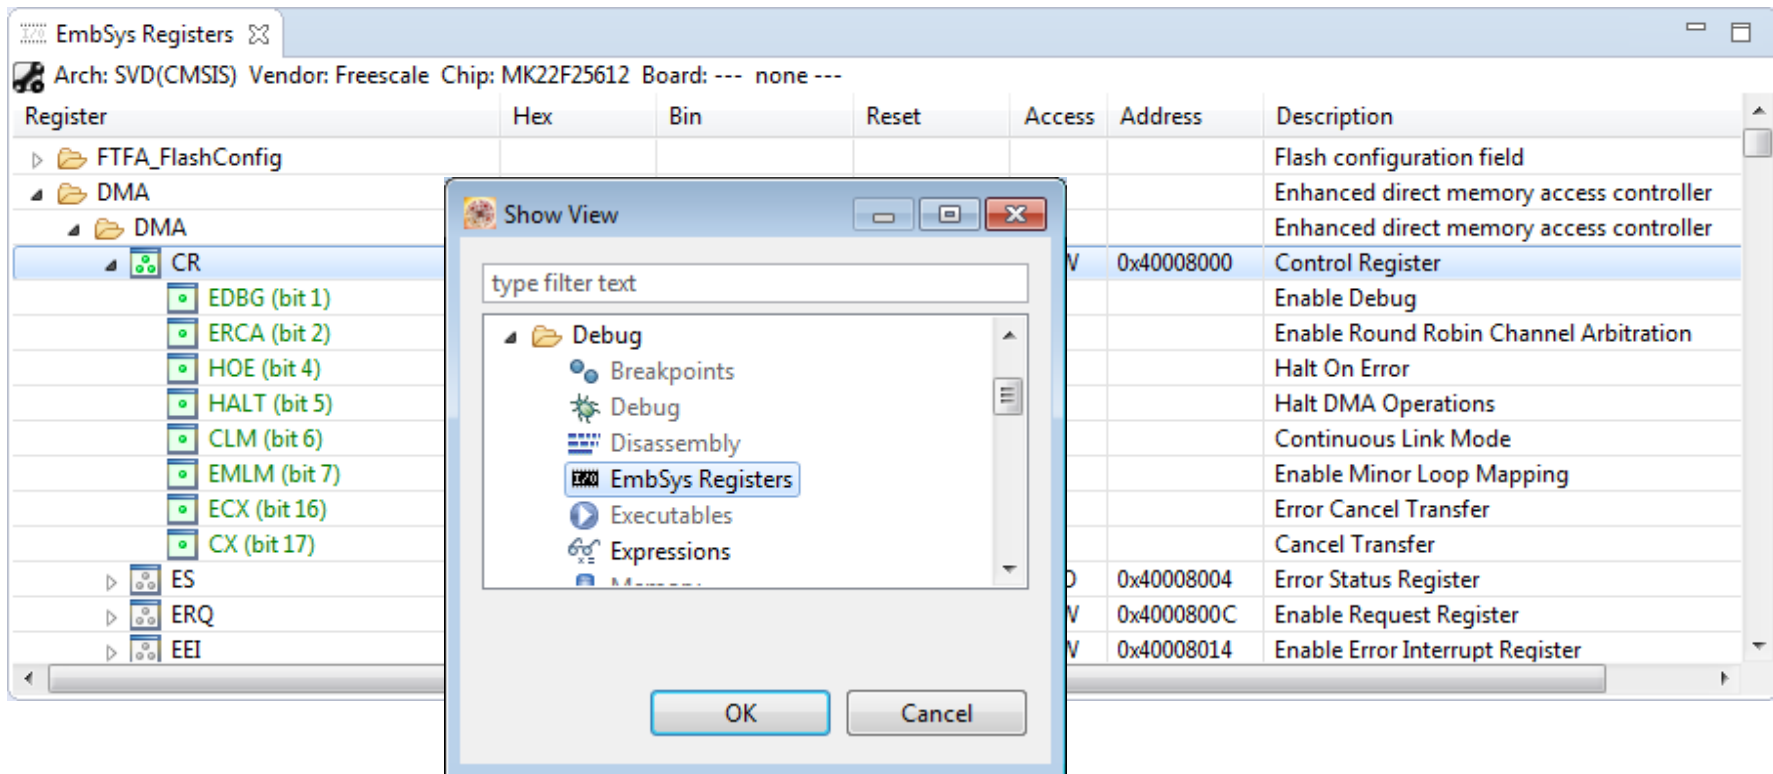 EmbSys Registers
Arch: SVD(CMSIS) Vendor: Freescale Chip: MK22F25612 Board: --- none ---
Register Hex Bin Reset Access Address Description
FTFA_FlashConfig Flash configuration field
DMA Enhanced direct memory access controller
DMA Enhanced direct memory access controller
CR 0x40008000 Control Register
EDBG (bit 1) Enable Debug
ERCA (bit 2) Enable Round Robin Channel Arbitration
HOE (bit 4) Halt On Error
HALT (bit 5) Halt DMA Operations
CLM (bit 6) Continuous Link Mode
EMLM (bit 7) Enable Minor Loop Mapping
ECX (bit 16) Error Cancel Transfer
CX (bit 17) Cancel Transfer
ES 0x40008004 Error Status Register
ERQ 0x4000800C Enable Request Register
EEI 0x40008014 Enable Error Interrupt Register
Show View
type filter text
Debug
Breakpoints
Debug
Disassembly
EmbSys Registers
Executables
Expressions
OK Cancel